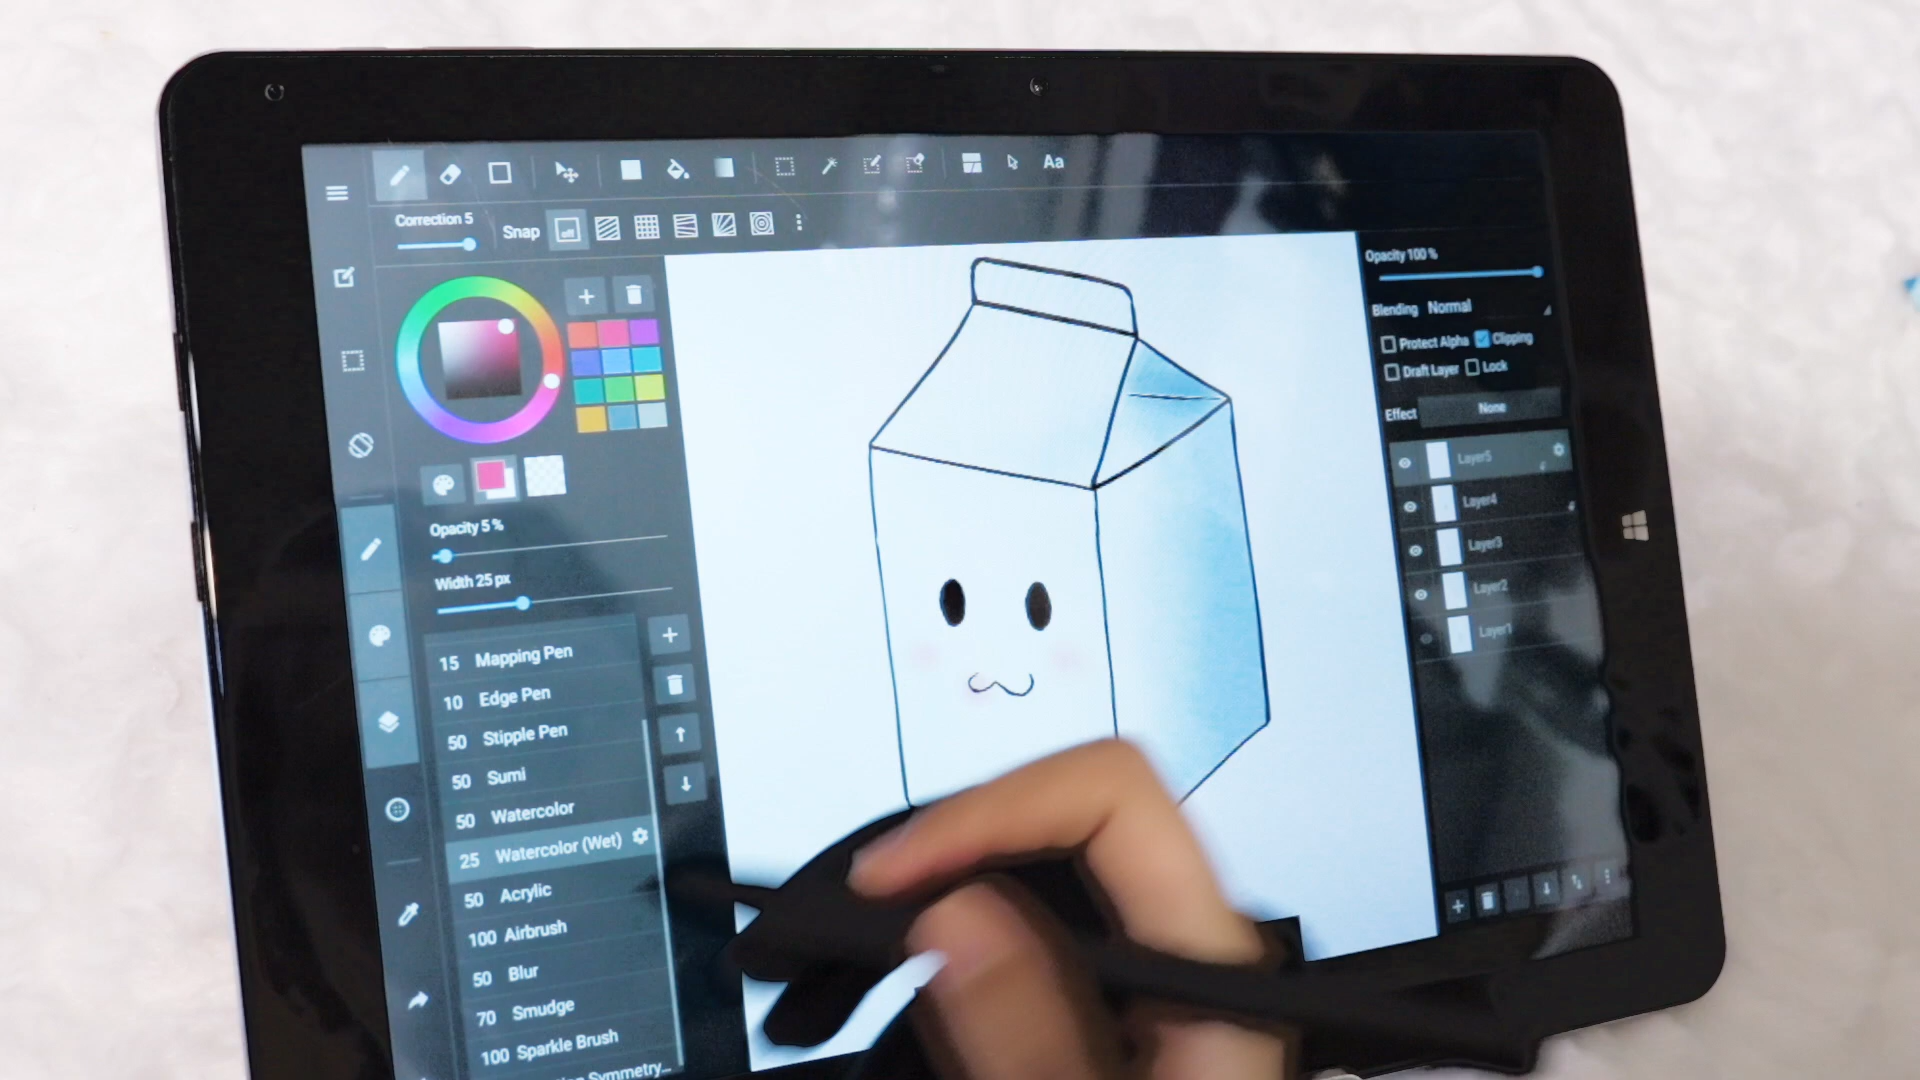 Aa
Correction 5
Snap
off
Opacity 5 %
Width 25 px
15 Mapping Pen
10 Edge Pen
50 Stipple Pen
50 Sumi
50 Watercolor
25 Watercolor (Wet)
50 Acrylic
100 Airbrush
50 Blur
70 Smudge
100 Sparkle Brush
Symmetry...
Opacity 100 %
Blending Normal
Protect Alpha Clipping
Draft Layer Lock
Effect None
Layer5
Layer4
Layer3
Layer2
Layer1